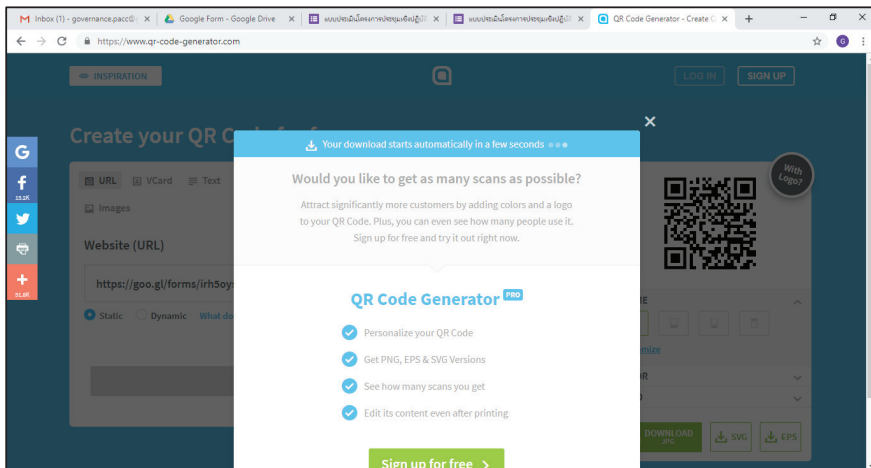 Inbox (1) - governance.pacc@
Google Form - Google Drive
แบบประเมินโครงการประชุมเชิงปฏิบัติ
แบบประเมินโครงการประชุมเชิงปฏิบัติ
QR Code Generator - Create
https://www.qr-code-generator.com
G
INSPIRATION
LOG IN
SIGN UP
Create your QR C
Your download starts automatically in a few seconds
G
f
With Logo?
URL
VCard
Text
Would you like to get as many scans as possible?
Images
Attract significantly more customers by adding colors and a logo
to your QR Code. Plus, you can even see how many people use it.
Sign up for free and try it out right now.
Website (URL)
https://goo.gl/forms/irh5oy
QR Code Generator PRO
Static
Dynamic
What do
Personalize your QR Code
Get PNG, EPS & SVG Versions
See how many scans you get
Edit its content even after printing
DOWNLOAD
JPG
SVG
EPS
Sign up for free